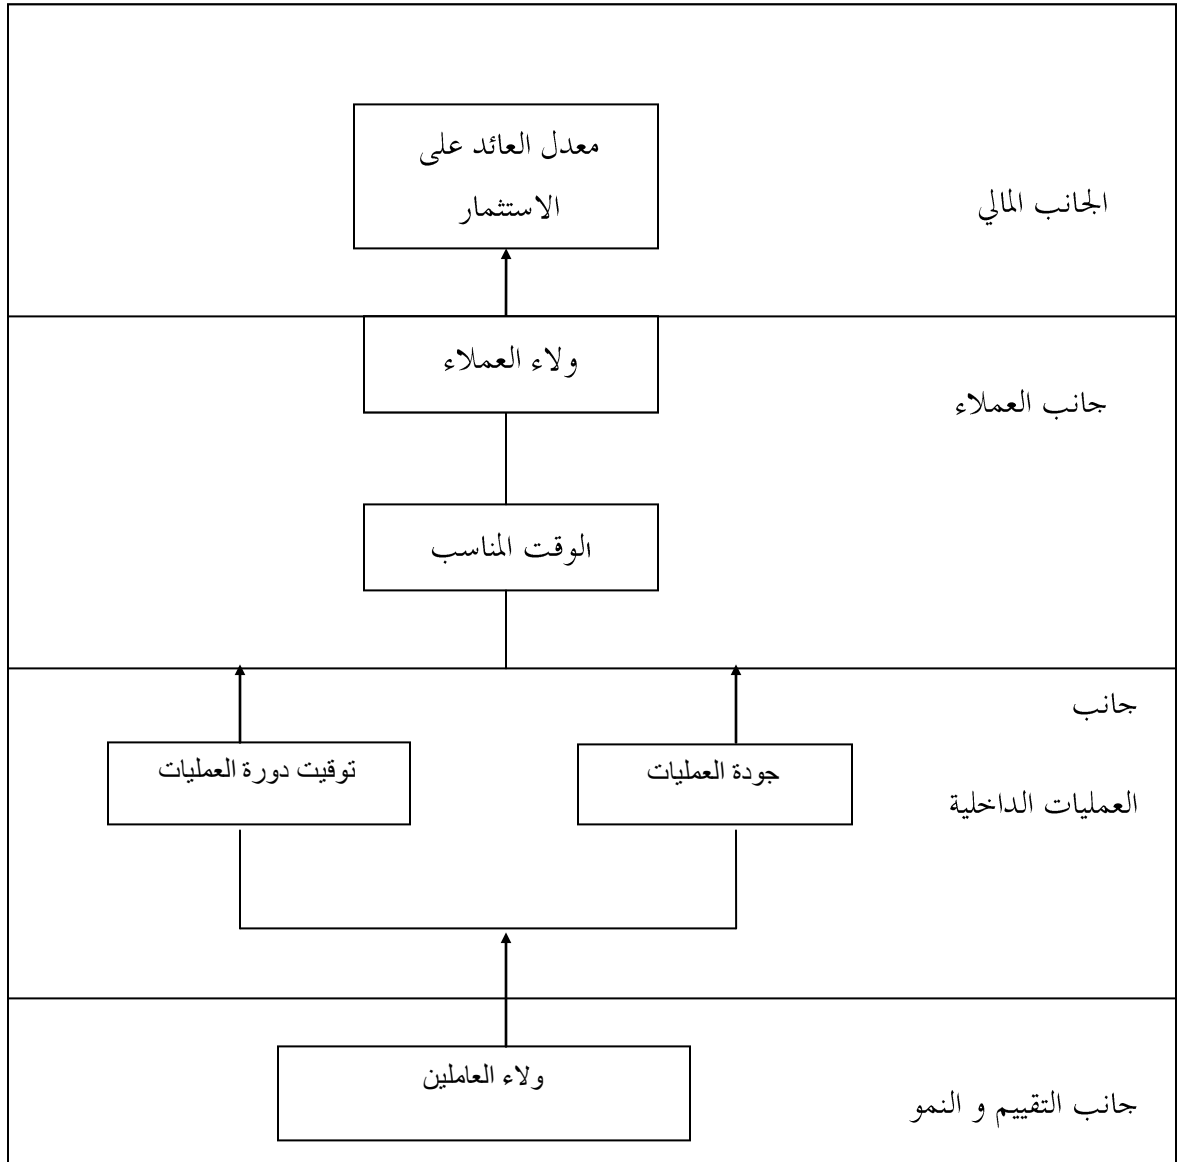 معدل العائد على
الاستثمار
الجانب المالي
ولاء العملاء
جانب العملاء
الوقت المناسب
جانب
العمليات الداخلية
جودة العمليات
توقيت دورة العمليات
ولاء العاملين
جانب التقييم و النمو